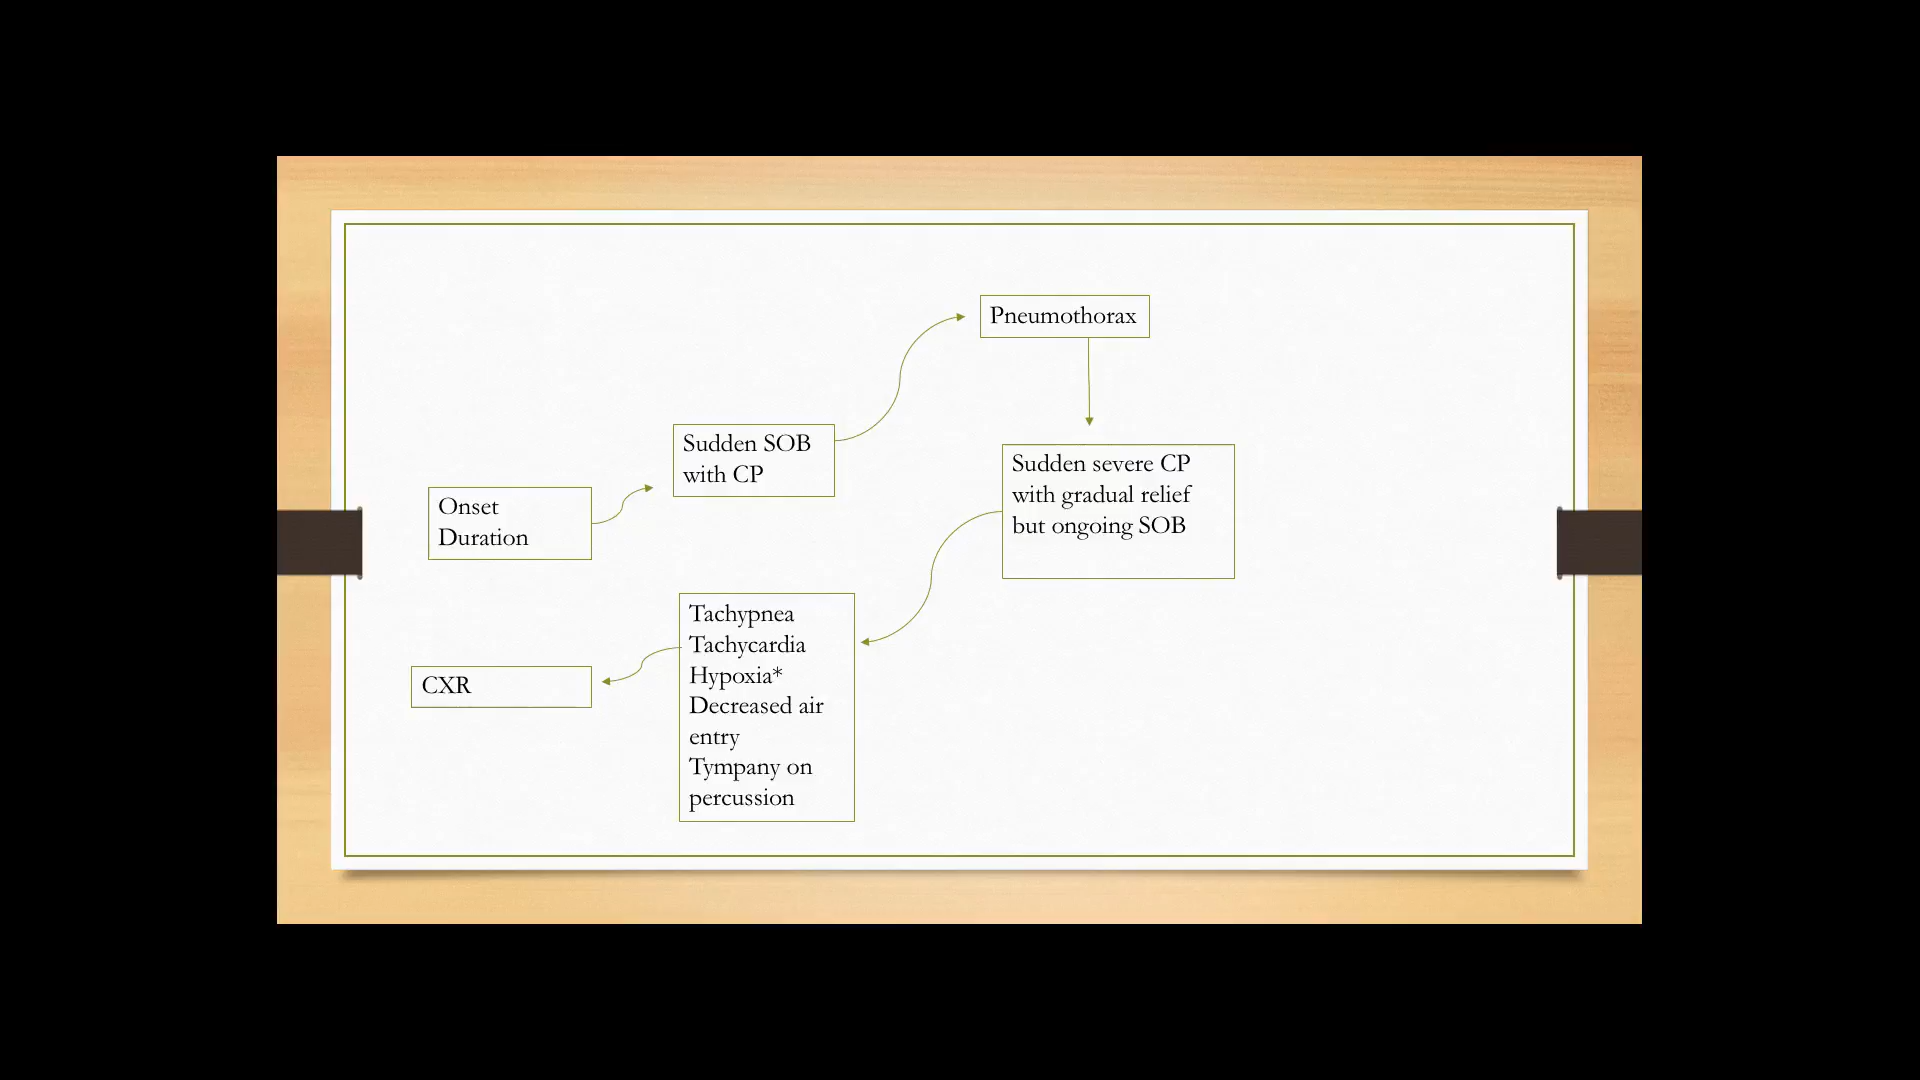 Pneumothorax
Sudden SOB
with CP
Sudden severe CP
with gradual relief
but ongoing SOB
Onset
Duration
Tachypnea
Tachycardia
Hypoxia*
Decreased air
entry
Tympany on
percussion
CXR